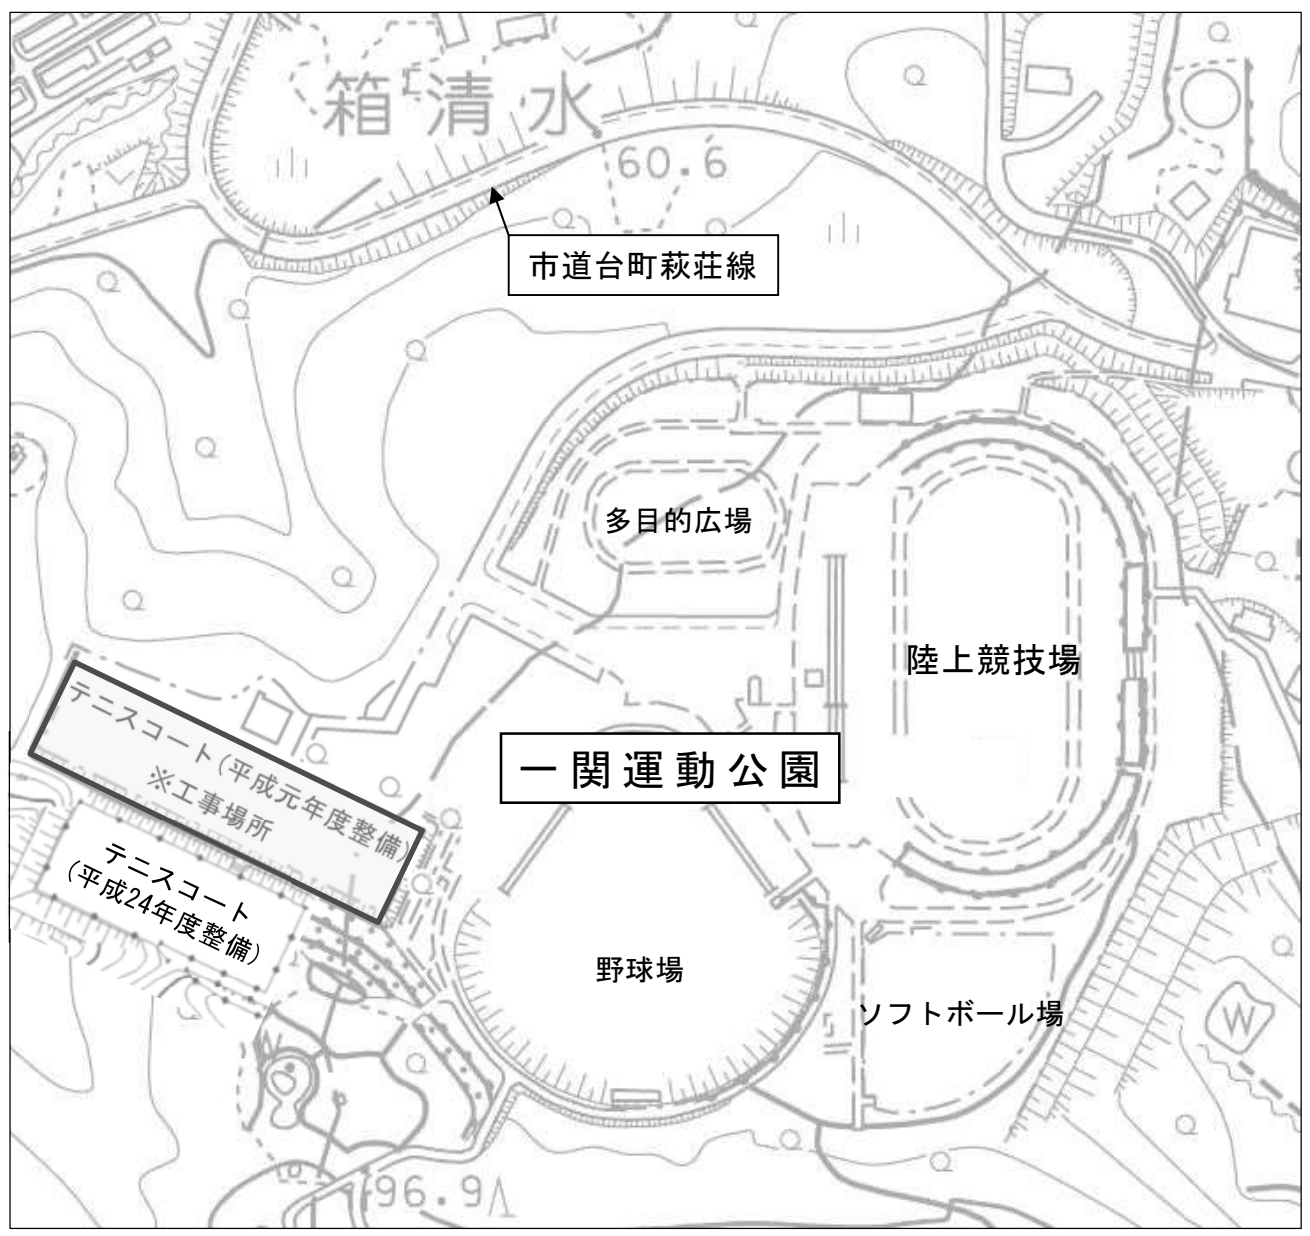 箱清水
60.6
市道台町萩荘線
多目的広場
陸上競技場
テニスコート(平成元年度整備)
※工事場所
一関運動公園
テニスコート
(平成24年度整備)
野球場
ソフトボール場
W
W
96.9